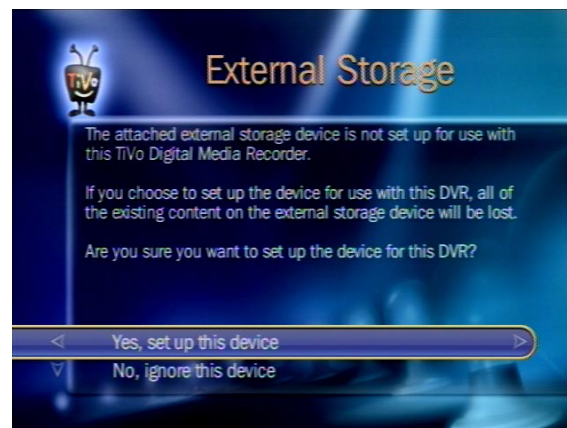 TiVo
External Storage
The attached external storage device is not set up for use with
this TiVo Digital Media Recorder.
If you choose to set up the device for use with this DVR, all of
the existing content on the external storage device will be lost.
Are you sure you want to set up the device for this DVR?
Yes, set up this device
No, ignore this device